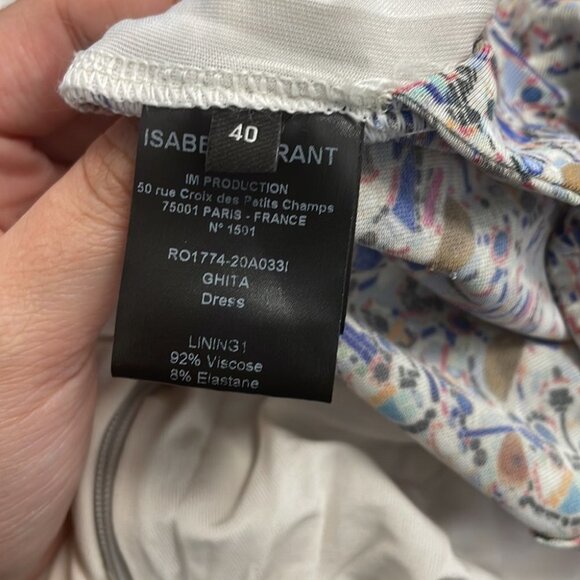 ISABE RANT
40
IM PRODUCTION
50 rue Croix des Petits Champs
75001 PARIS - FRANCE
N° 1501
RO1774-20A033I
GHITA
Dress
LINING1
92% Viscose
8% Elastane